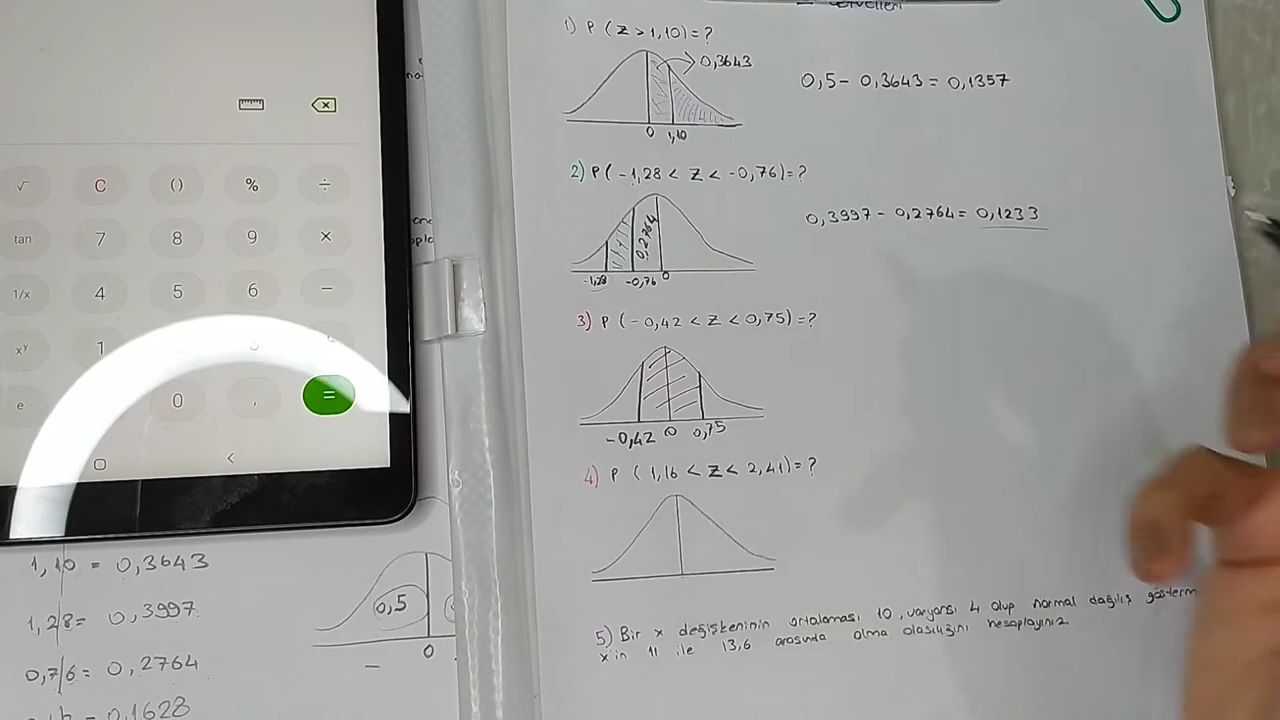 1) P ( Z > 1,10) = ?
0,3643
0 1,10
0,5 - 0,3643 = 0,1357
2) P( -1,28 < Z < -0,76) = ?
0,2764
-1,28 -0,76 0
0,3997 - 0,2764 = 0,1233
3) P ( -0,42 < Z < 0,75) = ?
-0,42 0 0,75
4) P ( 1,16 < Z < 2,41) = ?
5) Bir x değişkeninin ortalaması 10, varyansı 4 olup normal dağılış
x'in 11 ile 13,6 arasında olma olasılığını hesaplayınız
√ C () % ÷
tan 7 8 9 ×
1/x 4 5 6 −
xʸ 1
e 0 , =
1,10 = 0,3643
1,28 = 0,3997
0,76 = 0,2764
0,1628
0,5
0
−